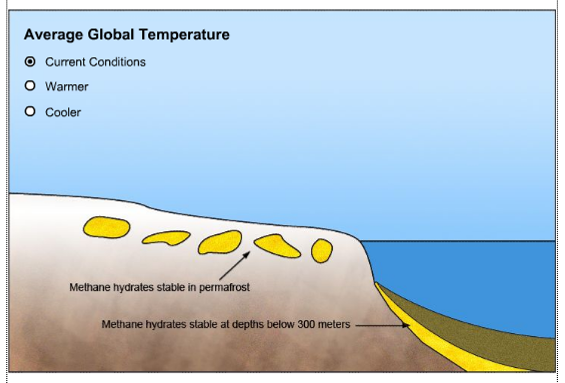 Average Global Temperature
Current Conditions
Warmer
Cooler
Methane hydrates stable in permafrost
Methane hydrates stable at depths below 300 meters